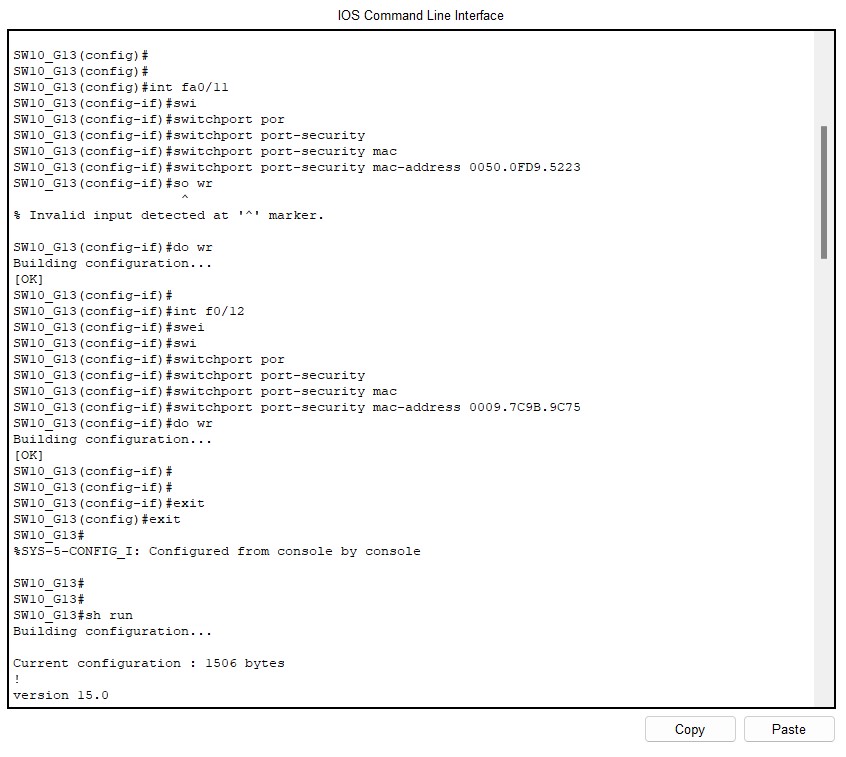 IOS Command Line Interface
SW10_G13(config)#
SW10_G13(config)#
SW10_G13(config)#int fa0/11
SW10_G13(config-if)#swi
SW10_G13(config-if)#switchport por
SW10_G13(config-if)#switchport port-security
SW10_G13(config-if)#switchport port-security mac
SW10_G13(config-if)#switchport port-security mac-address 0050.0FD9.5223
SW10_G13(config-if)#so wr
^
% Invalid input detected at '^' marker.
SW10_G13(config-if)#do wr
Building configuration...
[OK]
SW10_G13(config-if)#
SW10_G13(config-if)#int f0/12
SW10_G13(config-if)#swei
SW10_G13(config-if)#swi
SW10_G13(config-if)#switchport por
SW10_G13(config-if)#switchport port-security
SW10_G13(config-if)#switchport port-security mac
SW10_G13(config-if)#switchport port-security mac-address 0009.7C9B.9C75
SW10_G13(config-if)#do wr
Building configuration...
[OK]
SW10_G13(config-if)#
SW10_G13(config-if)#
SW10_G13(config-if)#exit
SW10_G13(config)#exit
SW10_G13#
%SYS-5-CONFIG_I: Configured from console by console
SW10_G13#
SW10_G13#
SW10_G13#sh run
Building configuration...
Current configuration : 1506 bytes
!
version 15.0
Copy
Paste